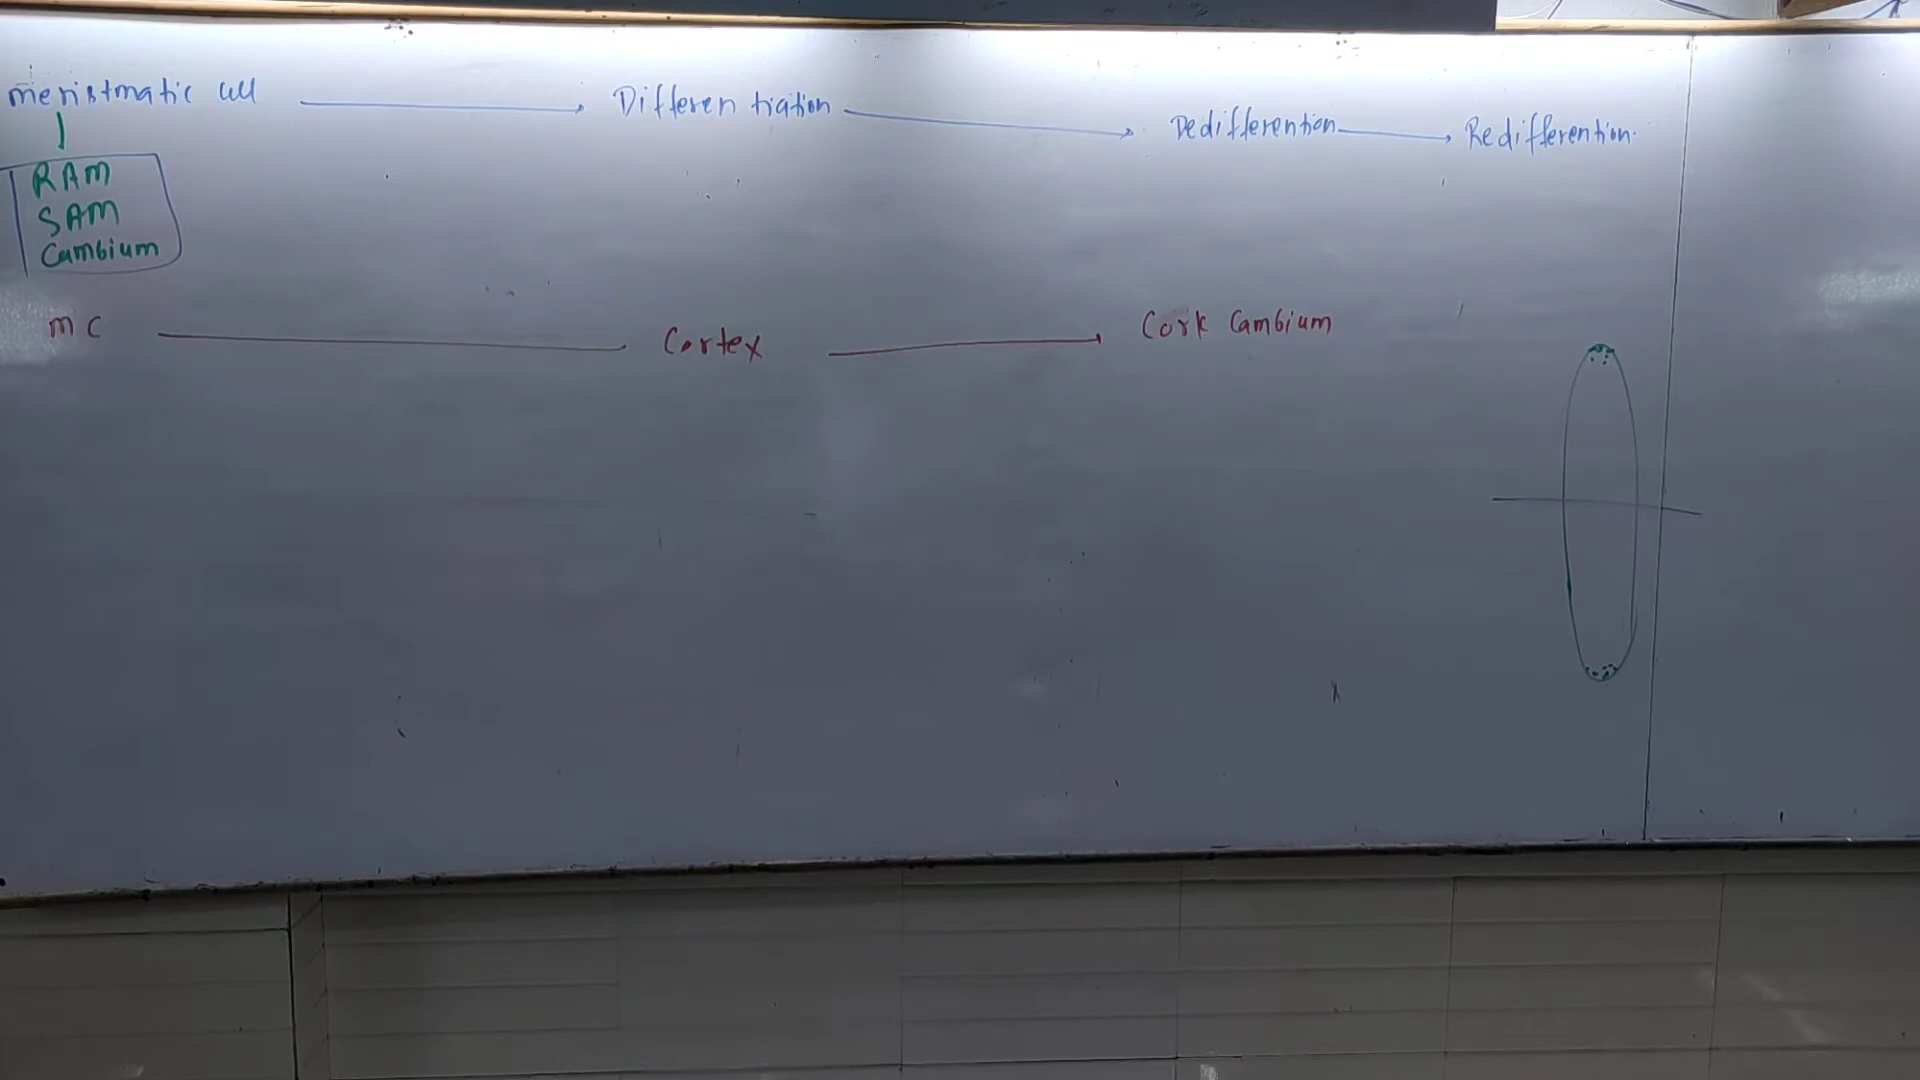 meristmatic cell → Differentiation → Dedifferention → Redifferention.
RAM
SAM
Cambium
MC → Cortex → Cork Cambium